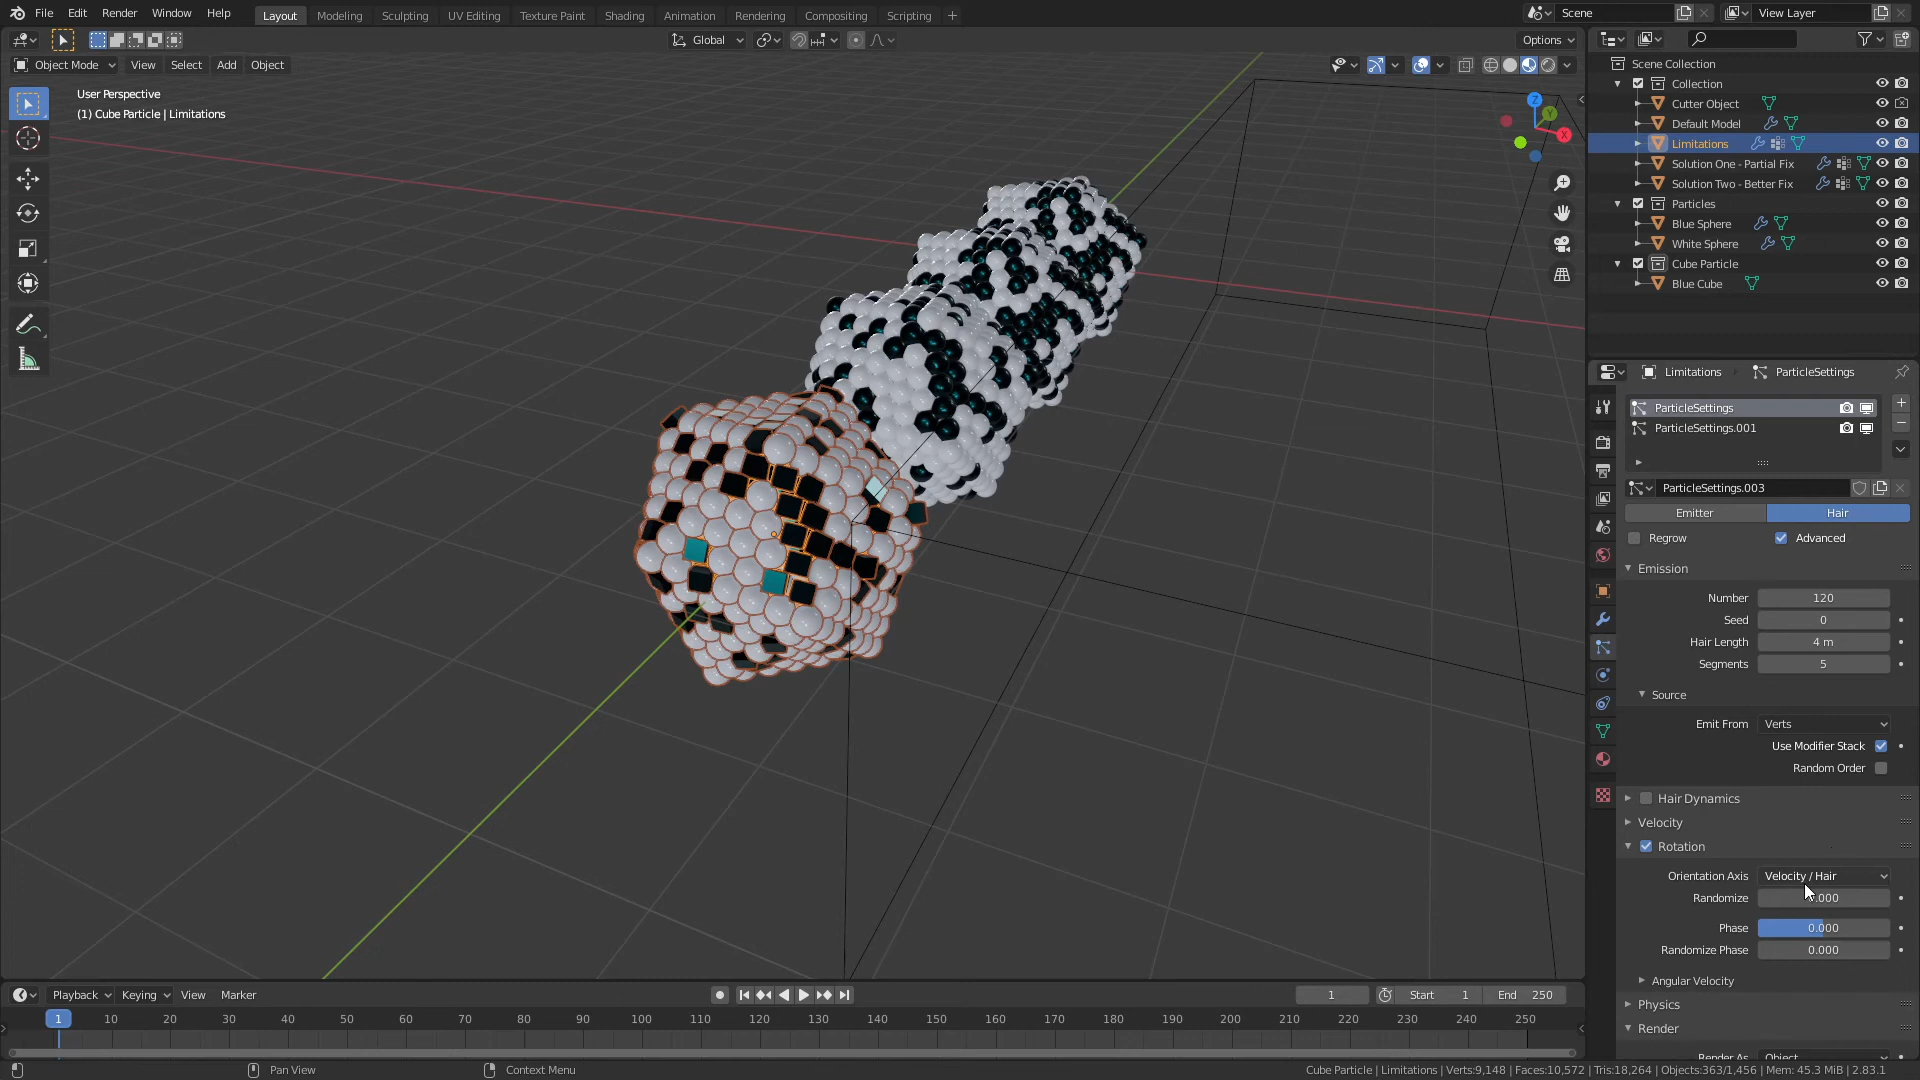 File Edit Render Window Help Layout Modeling Sculpting UV Editing Texture Paint Shading Animation Rendering Compositing Scripting + Scene View Layer
Global Options
Object Mode View Select Add Object
User Perspective
(1) Cube Particle | Limitations
Z
Y
X
Scene Collection
Collection
Cutter Object
Default Model
Limitations
Solution One - Partial Fix
Solution Two - Better Fix
Particles
Blue Sphere
White Sphere
Cube Particle
Blue Cube
Limitations ParticleSettings
ParticleSettings
ParticleSettings.001
ParticleSettings.003
Emitter Hair
Regrow Advanced
Emission
Number 120
Seed 0
Hair Length 4 m
Segments 5
Source
Emit From Verts
Use Modifier Stack
Random Order
Hair Dynamics
Velocity
Rotation
Orientation Axis Velocity / Hair
Randomize .000
Phase 0.000
Randomize Phase 0.000
Angular Velocity
Physics
Render
Render As Object
Playback Keying View Marker 1 Start 1 End 250
1 10 20 30 40 50 60 70 80 90 100 110 120 130 140 150 160 170 180 190 200 210 220 230 240 250
Pan View Context Menu Cube Particle | Limitations | Verts:9,148 | Faces:10,572 | Tris:18,264 | Objects:363/1,456 | Mem: 45.3 MiB | 2.83.1